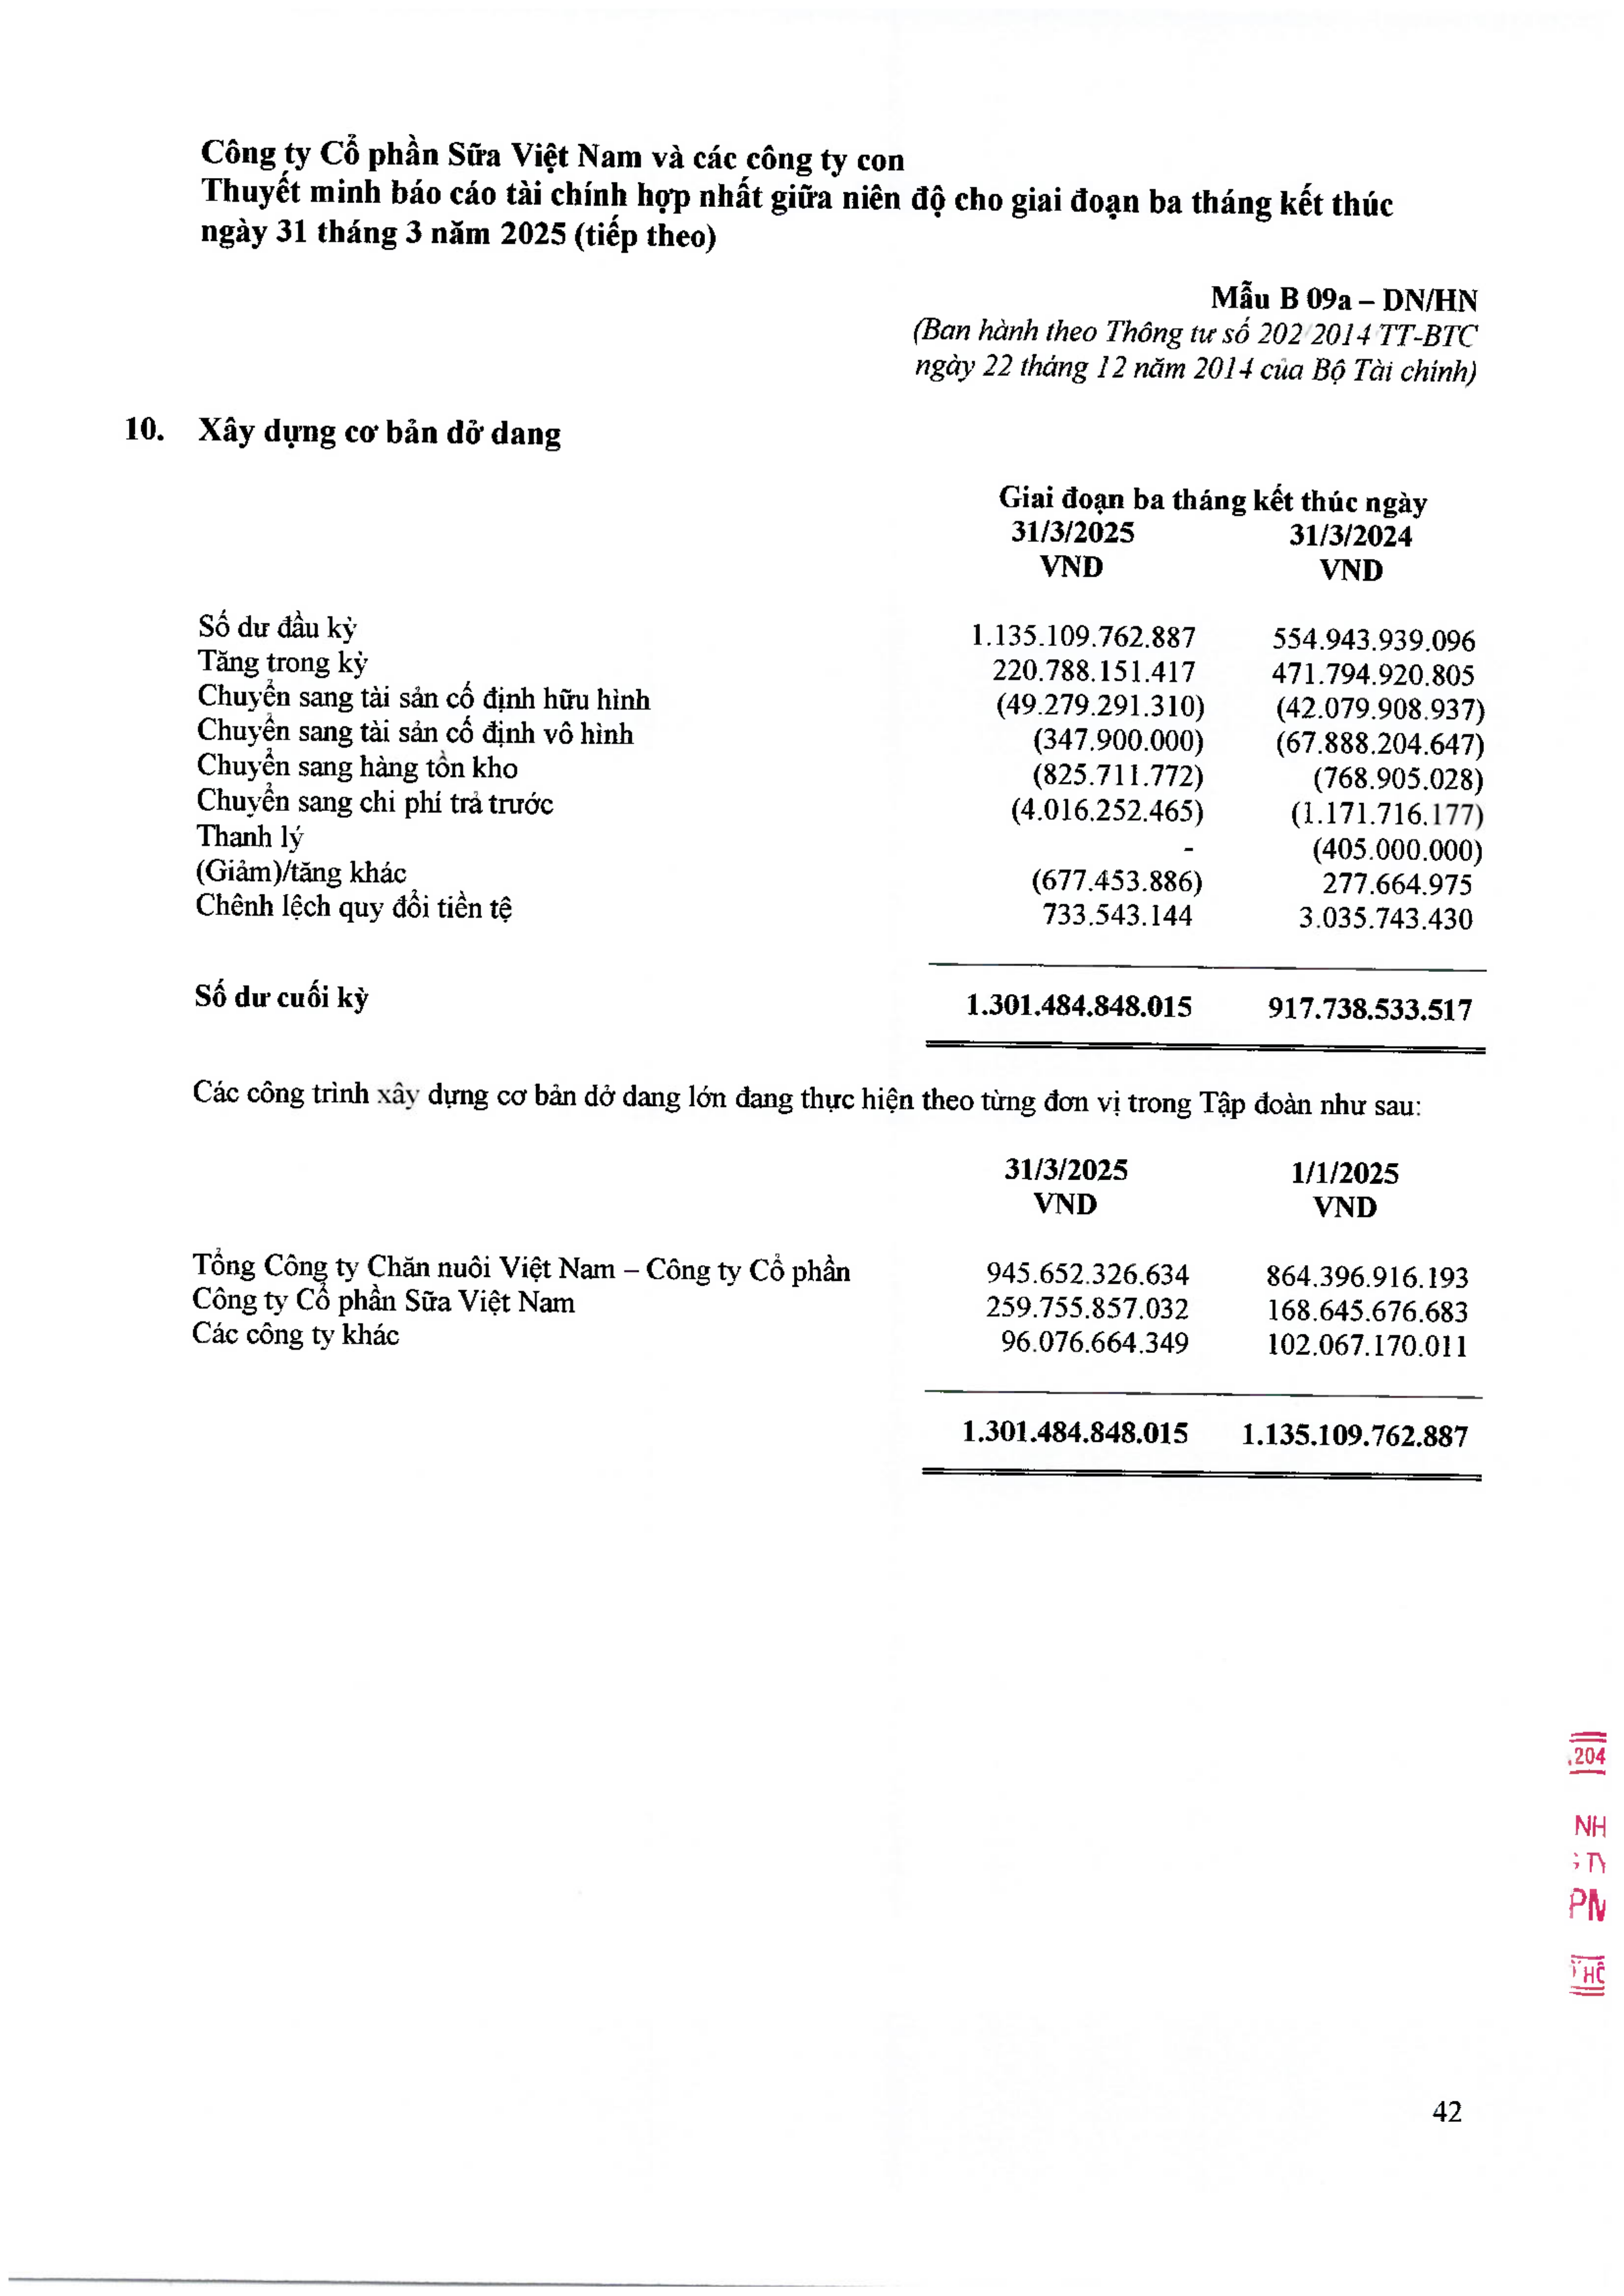 Công ty Cổ phần Sữa Việt Nam và các công ty con
Thuyết minh báo cáo tài chính hợp nhất giữa niên độ cho giai đoạn ba tháng kết thúc
ngày 31 tháng 3 năm 2025 (tiếp theo)
Mẫu B 09a – DN/HN
(Ban hành theo Thông tư số 202/2014/TT-BTC
ngày 22 tháng 12 năm 2014 của Bộ Tài chính)
10. Xây dựng cơ bản dở dang
Giai đoạn ba tháng kết thúc ngày
31/3/2025 31/3/2024
VND VND
Số dư đầu kỳ 1.135.109.762.887 554.943.939.096
Tăng trong kỳ 220.788.151.417 471.794.920.805
Chuyển sang tài sản cố định hữu hình (49.279.291.310) (42.079.908.937)
Chuyển sang tài sản cố định vô hình (347.900.000) (67.888.204.647)
Chuyển sang hàng tồn kho (825.711.772) (768.905.028)
Chuyển sang chi phí trả trước (4.016.252.465) (1.171.716.177)
Thanh lý - (405.000.000)
(Giảm)/tăng khác (677.453.886) 277.664.975
Chênh lệch quy đổi tiền tệ 733.543.144 3.035.743.430
Số dư cuối kỳ 1.301.484.848.015 917.738.533.517
Các công trình xây dựng cơ bản dở dang lớn đang thực hiện theo từng đơn vị trong Tập đoàn như sau:
31/3/2025 1/1/2025
VND VND
Tổng Công ty Chăn nuôi Việt Nam – Công ty Cổ phần 945.652.326.634 864.396.916.193
Công ty Cổ phần Sữa Việt Nam 259.755.857.032 168.645.676.683
Các công ty khác 96.076.664.349 102.067.170.011
1.301.484.848.015 1.135.109.762.887
.204
NH
TY
PM
42